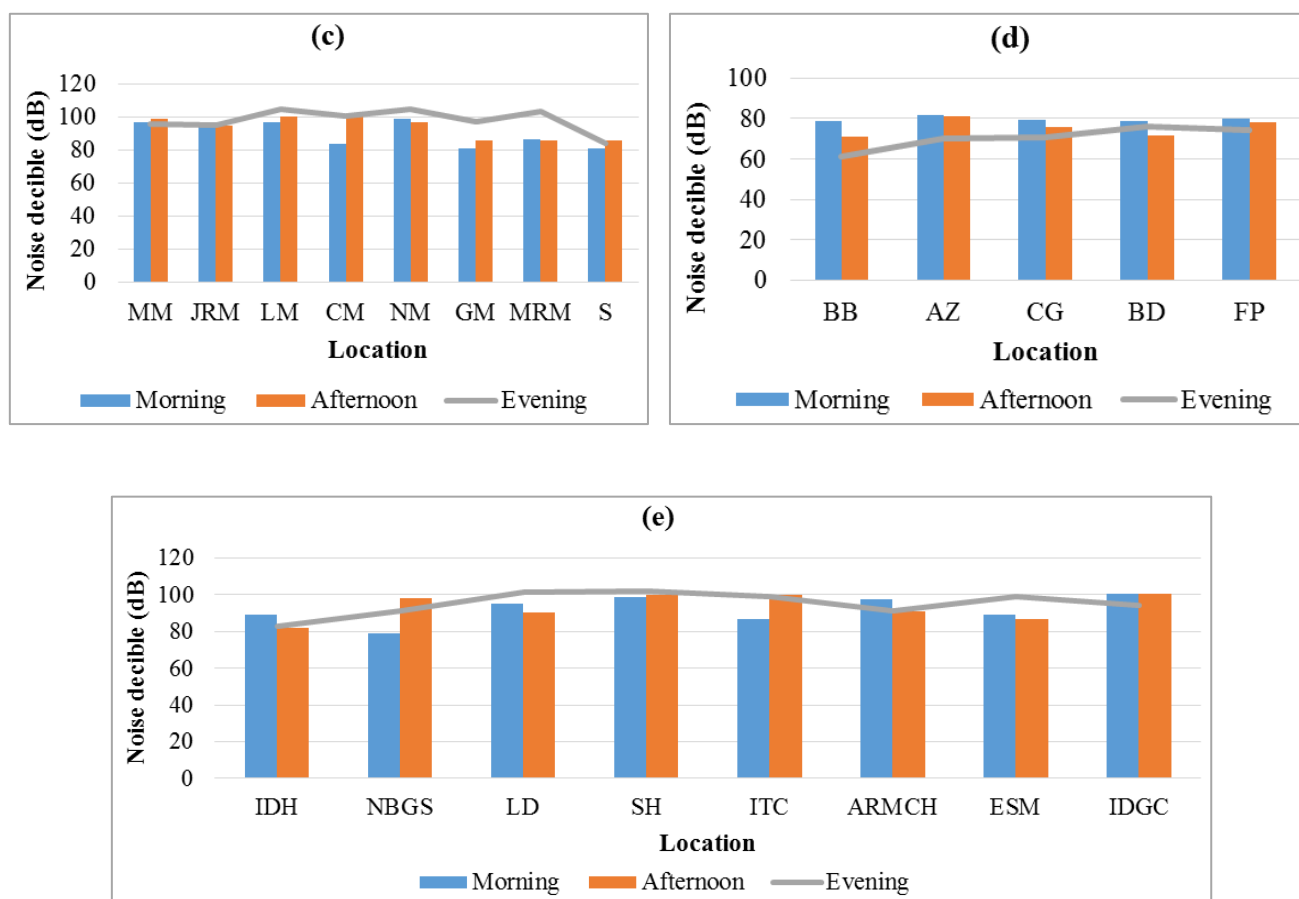 (c)
Noise decible (dB)
120
100
80
60
40
20
0
MM JRM LM CM NM GM MRM S
Location
Morning Afternoon Evening
(d)
Noise decible (dB)
100
80
60
40
20
0
BB AZ CG BD FP
Location
Morning Afternoon Evening
(e)
Noise decible (dB)
120
100
80
60
40
20
0
IDH NBGS LD SH ITC ARMCH ESM IDGC
Location
Morning Afternoon Evening